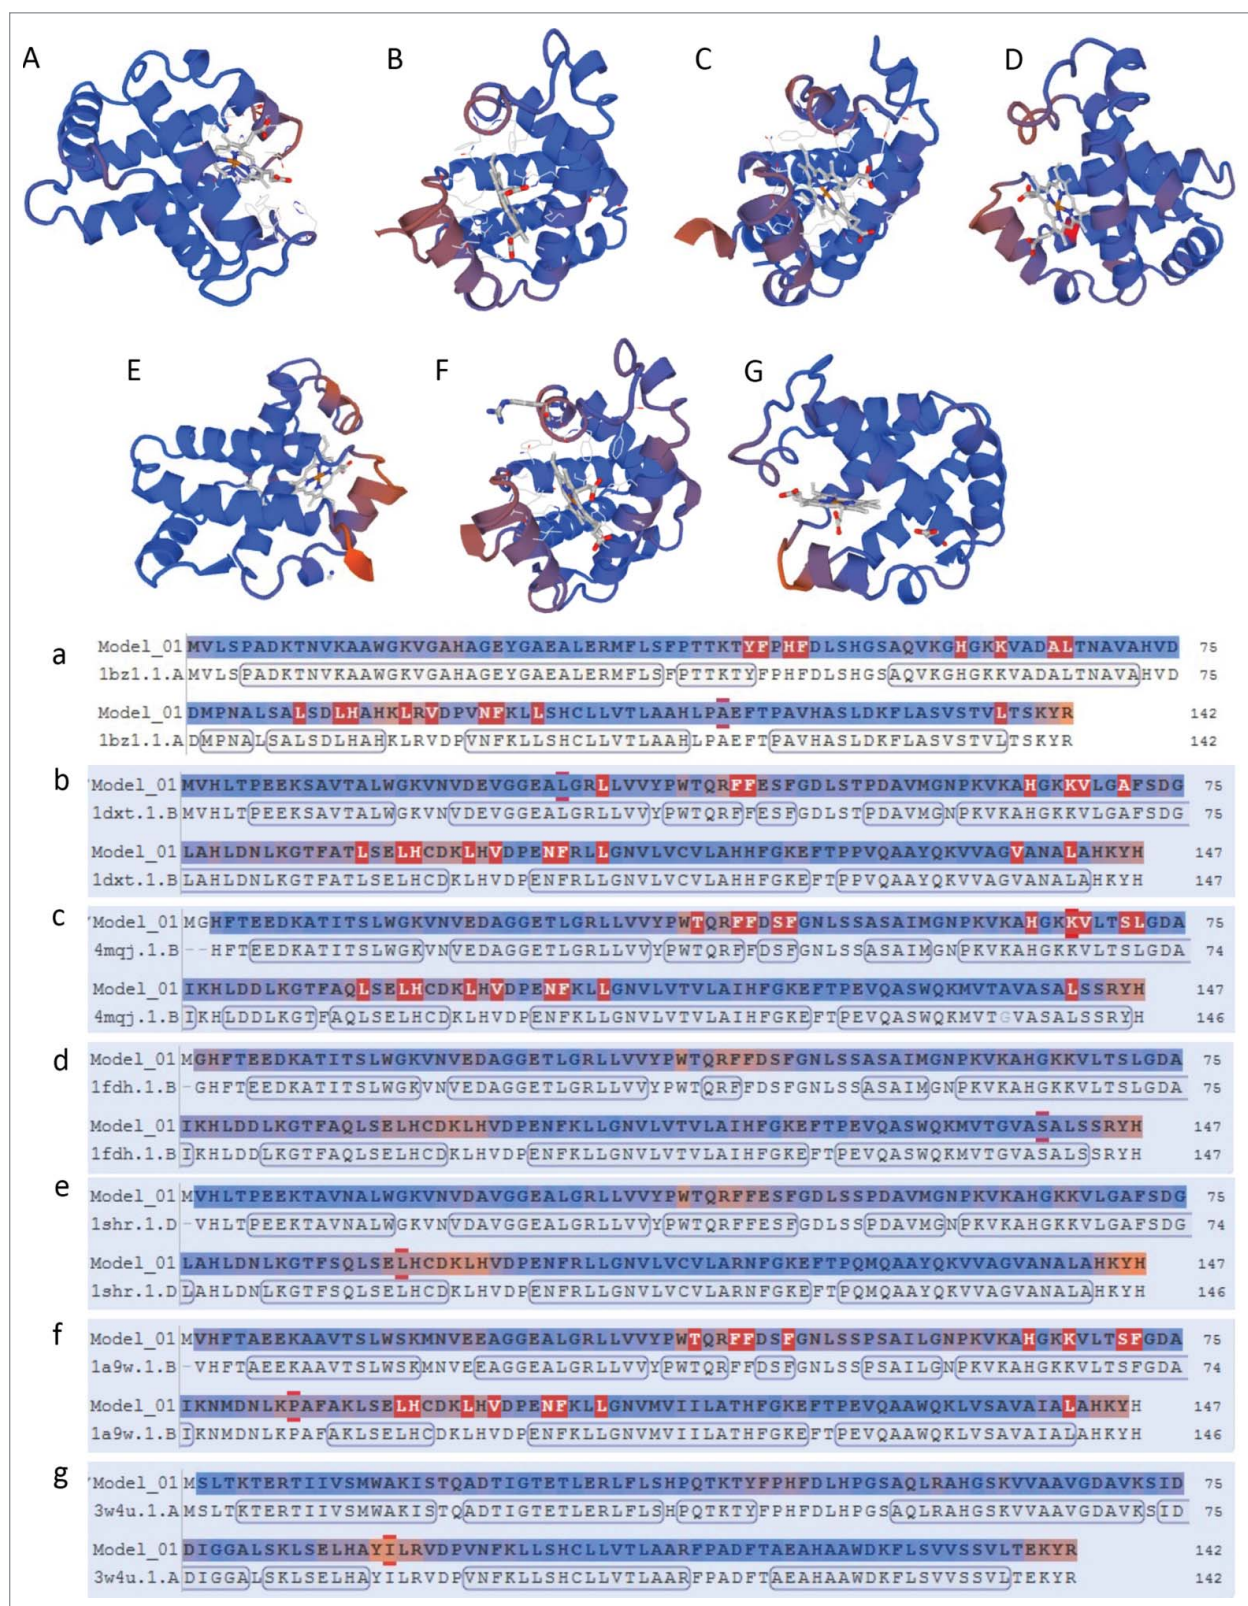 A
B
C
D
E
F
G
a
Model_01 MVLSPADKTNVKAAWGKVGAHAGEYGAEALERMFLSFPTTKTYFPHFDLSHGSAQVKGHGKKVADALTNAVAHVD 75
1bz1.1.A MVLSPADKTNVKAAWGKVGAHAGEYGAEALERMFLSFPTTKTYFPHFDLSHGSAQVKGHGKKVADALTNAVAHVD 75
Model_01 DMPNALSALSDLHAHKLRVDPVNFKLLSHCLLVTLAAHLPAEFTPAVHASLDKFLASVSTVLTSKYR 142
1bz1.1.A DMPNALSALSDLHAHKLRVDPVNFKLLSHCLLVTLAAHLPAEFTPAVHASLDKFLASVSTVLTSKYR 142
b
Model_01 MVHLTPEEKSAVTALWGKVNVDEVGGEALGRLLVVYPWTQRFFESFGDLSTPDAVMGNPKVKAHGKKVLGAFSDG 75
1dxt.1.B MVHLTPEEKSAVTALWGKVNVDEVGGEALGRLLVVYPWTQRFFESFGDLSTPDAVMGNPKVKAHGKKVLGAFSDG 75
Model_01 LAHLDNLKGTFATLSELHCDKLHVDPENFRLLGNVLVCVLAHHFGKEFTPPVQAAYQKVVAGVANALAHKYH 147
1dxt.1.B LAHLDNLKGTFATLSELHCDKLHVDPENFRLLGNVLVCVLAHHFGKEFTPPVQAAYQKVVAGVANALAHKYH 147
c
Model_01 MGHFTEEDKATITSLWGKVNVEDAGGETLGRLLVVYPWTQRFFDSFGNLSSASAIMGNPKVKAHGKKVLTSLGDA 75
4mqj.1.B --HFTEEDKATITSLWGKVNVEDAGGETLGRLLVVYPWTQRFFDSFGNLSSASAIMGNPKVKAHGKKVLTSLGDA 74
Model_01 IKHLDDLKGTFAQLSELHCDKLHVDPENFKLLGNVLVTVLAIHFGKEFTPEVQASWQKMVTAVASALSSRYH 147
4mqj.1.B IKHLDDLKGTFAQLSELHCDKLHVDPENFKLLGNVLVTVLAIHFGKEFTPEVQASWQKMVTGVASALSSRYH 146
d
Model_01 MGHFTEEDKATITSLWGKVNVEDAGGETLGRLLVVYPWTQRFFDSFGNLSSASAIMGNPKVKAHGKKVLTSLGDA 75
1fdh.1.B -GHFTEEDKATITSLWGKVNVEDAGGETLGRLLVVYPWTQRFFDSFGNLSSASAIMGNPKVKAHGKKVLTSLGDA 75
Model_01 IKHLDDLKGTFAQLSELHCDKLHVDPENFKLLGNVLVTVLAIHFGKEFTPEVQASWQKMVTGVASALSSRYH 147
1fdh.1.B IKHLDDLKGTFAQLSELHCDKLHVDPENFKLLGNVLVTVLAIHFGKEFTPEVQASWQKMVTGVASALSSRYH 147
e
Model_01 MVHLTPEEKTAVNALWGKVNVDAVGGEALGRLLVVYPWTQRFFESFGDLSSPDAVMGNPKVKAHGKKVLGAFSDG 75
1shr.1.D -VHLTPEEKTAVNALWGKVNVDAVGGEALGRLLVVYPWTQRFFESFGDLSSPDAVMGNPKVKAHGKKVLGAFSDG 74
Model_01 LAHLDNLKGTFSQLSELHCDKLHVDPENFRLLGNVLVCVLARNFGKEFTPQMQAAYQKVVAGVANALAHKYH 147
1shr.1.D LAHLDNLKGTFSQLSELHCDKLHVDPENFRLLGNVLVCVLARNFGKEFTPQMQAAYQKVVAGVANALAHKYH 146
f
Model_01 MVHFTAEEKAAVTSLWSKMNVEEAGGEALGRLLVVYPWTQRFFDSFGNLSSPSAILGNPKVKAHGKKVLTSFGDA 75
1a9w.1.B -VHFTAEEKAAVTSLWSKMNVEEAGGEALGRLLVVYPWTQRFFDSFGNLSSPSAILGNPKVKAHGKKVLTSFGDA 74
Model_01 IKNMDNLKPAFAKLSELHCDKLHVDPENFKLLGNVMVIILATHFGKEFTPEVQAAWQKLVSAVAIALAHKYH 147
1a9w.1.B IKNMDNLKPAFAKLSELHCDKLHVDPENFKLLGNVMVIILATHFGKEFTPEVQAAWQKLVSAVAIALAHKYH 146
g
Model_01 MSLTKTERTIIVSMWAKISTQADTIGTETLERLFLSHPQTKTYFPHFDLHPGSAQLRAHGSKVVAAVGDAVKSID 75
3w4u.1.A MSLTKTERTIIVSMWAKISTQADTIGTETLERLFLSHPQTKTYFPHFDLHPGSAQLRAHGSKVVAAVGDAVKSID 75
Model_01 DIGGALSKLSELHAYILRVDPVNFKLLSHCLLVTLAARFPADFTAEAHAAWDKFLSVVSSVLTEKYR 142
3w4u.1.A DIGGALSKLSELHAYILRVDPVNFKLLSHCLLVTLAARFPADFTAEAHAAWDKFLSVVSSVLTEKYR 142